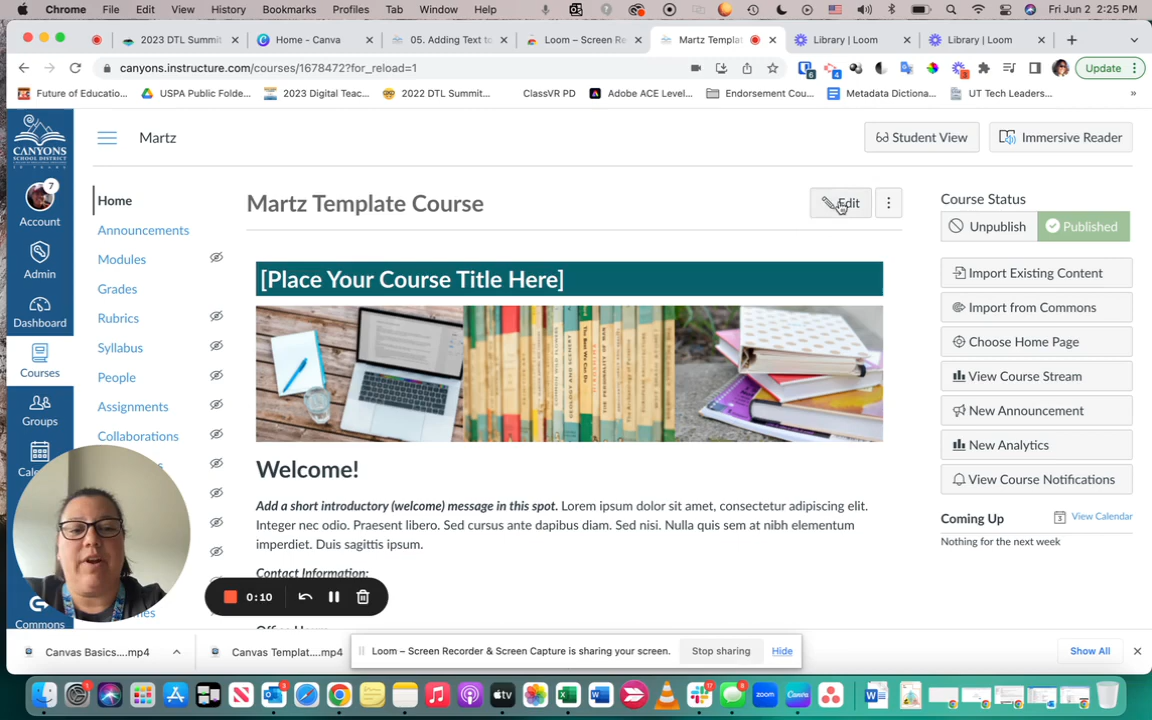 Chrome File Edit View History Bookmarks Profiles Tab Window Help Fri Jun 2 2:25 PM
2023 DTL Summit Home - Canva 05. Adding Text to Loom – Screen Re Martz Templat Library | Loom Library | Loom
canyons.instructure.com/courses/1678472?for_reload=1 Update
Future of Educatio... USPA Public Folde... 2023 Digital Teac... 2022 DTL Summit... ClassVR PD Adobe ACE Level... Endorsement Cou... Metadata Dictiona... UT Tech Leaders...
CANYONS
SCHOOL DISTRICT
Martz
Student View
Immersive Reader
7
Account
Admin
Dashboard
Courses
Groups
Cale
Commons
Home
Announcements
Modules
Grades
Rubrics
Syllabus
People
Assignments
Collaborations
Martz Template Course
Edit
[Place Your Course Title Here]
Welcome!
Add a short introductory (welcome) message in this spot. Lorem ipsum dolor sit amet, consectetur adipiscing elit.
Integer nec odio. Praesent libero. Sed cursus ante dapibus diam. Sed nisi. Nulla quis sem at nibh elementum
imperdiet. Duis sagittis ipsum.
Contact Information:
Course Status
Unpublish Published
Import Existing Content
Import from Commons
Choose Home Page
View Course Stream
New Announcement
New Analytics
View Course Notifications
Coming Up
View Calendar
Nothing for the next week
0:10
Canvas Basics....mp4
Canvas Templat....mp4
Loom – Screen Recorder & Screen Capture is sharing your screen. Stop sharing Hide
Show All
zoom
Canva